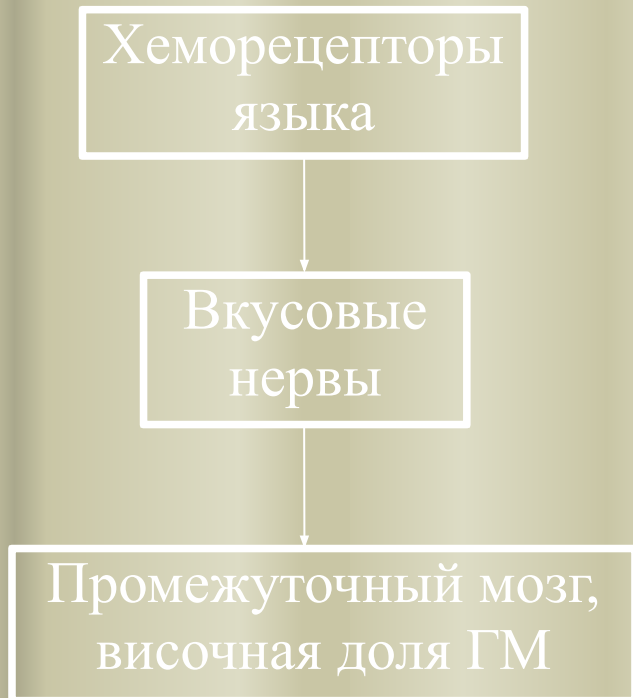 Хеморецепторы
языка
Вкусовые
нервы
Промежуточный мозг,
височная доля ГМ